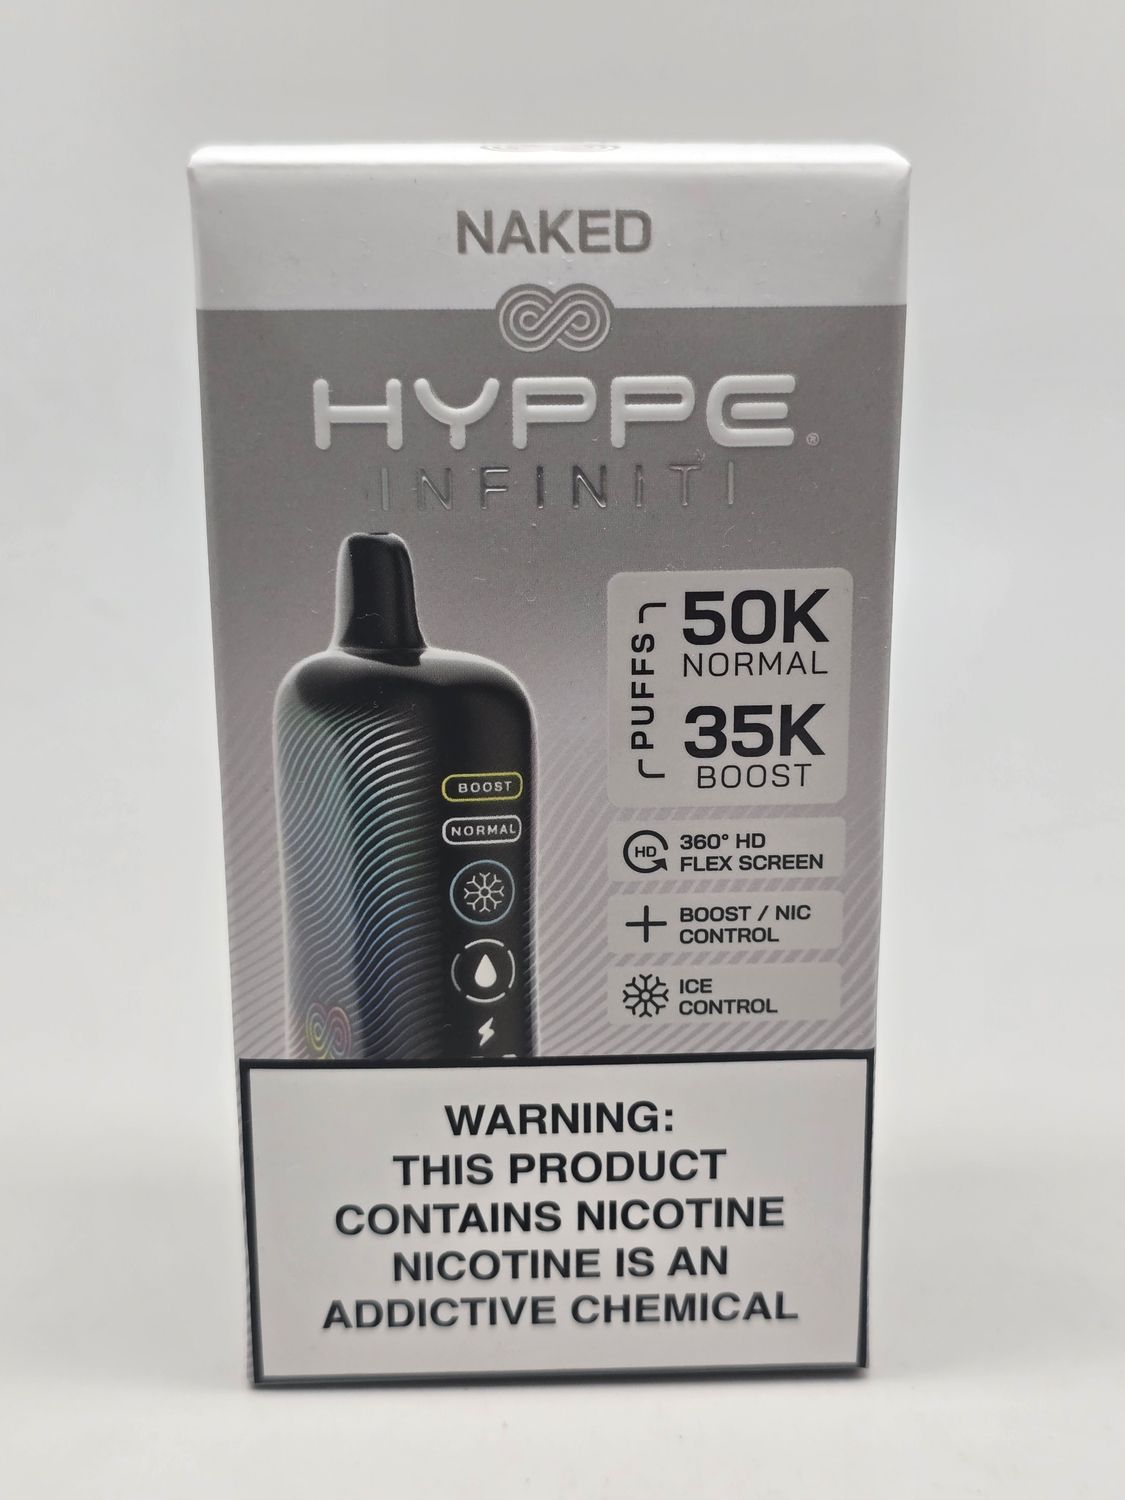 NAKED
HYPPE®
INFINITI
PUFFS
50K
NORMAL
35K
BOOST
BOOST
NORMAL
HD
360° HD
FLEX SCREEN
BOOST / NIC
CONTROL
ICE
CONTROL
WARNING:
THIS PRODUCT
CONTAINS NICOTINE
NICOTINE IS AN
ADDICTIVE CHEMICAL